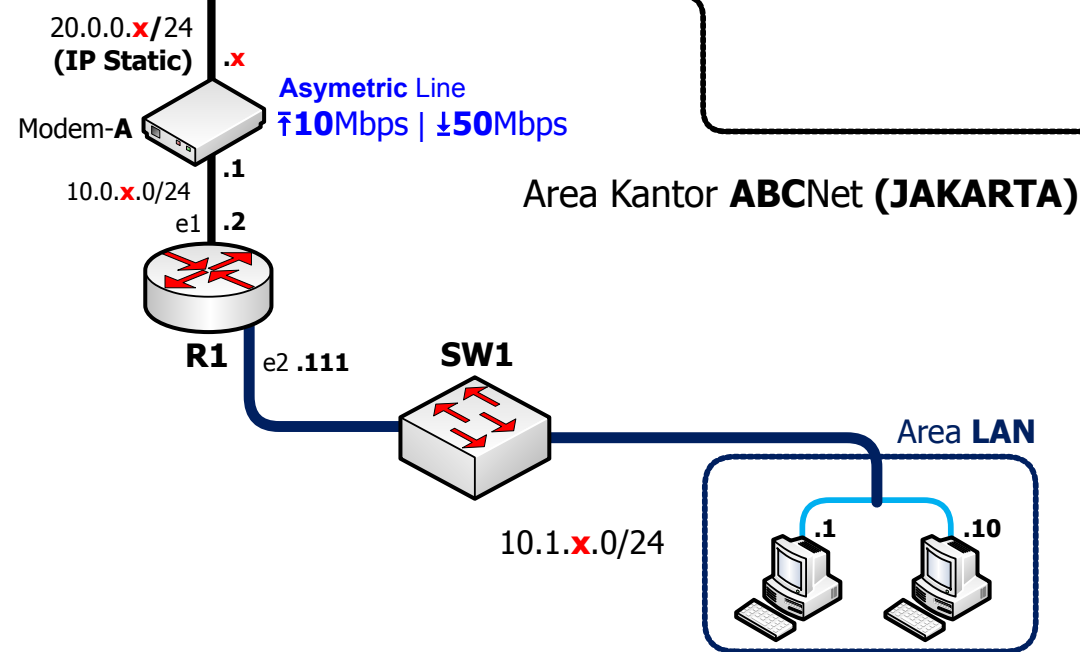 20.0.0.x/24
(IP Static)
.x
Asymetric Line
↑10Mbps | ↓50Mbps
Modem-A
.1
10.0.x.0/24
Area Kantor ABCNet (JAKARTA)
e1
.2
R1
e2 .111
SW1
Area LAN
10.1.x.0/24
.1
.10